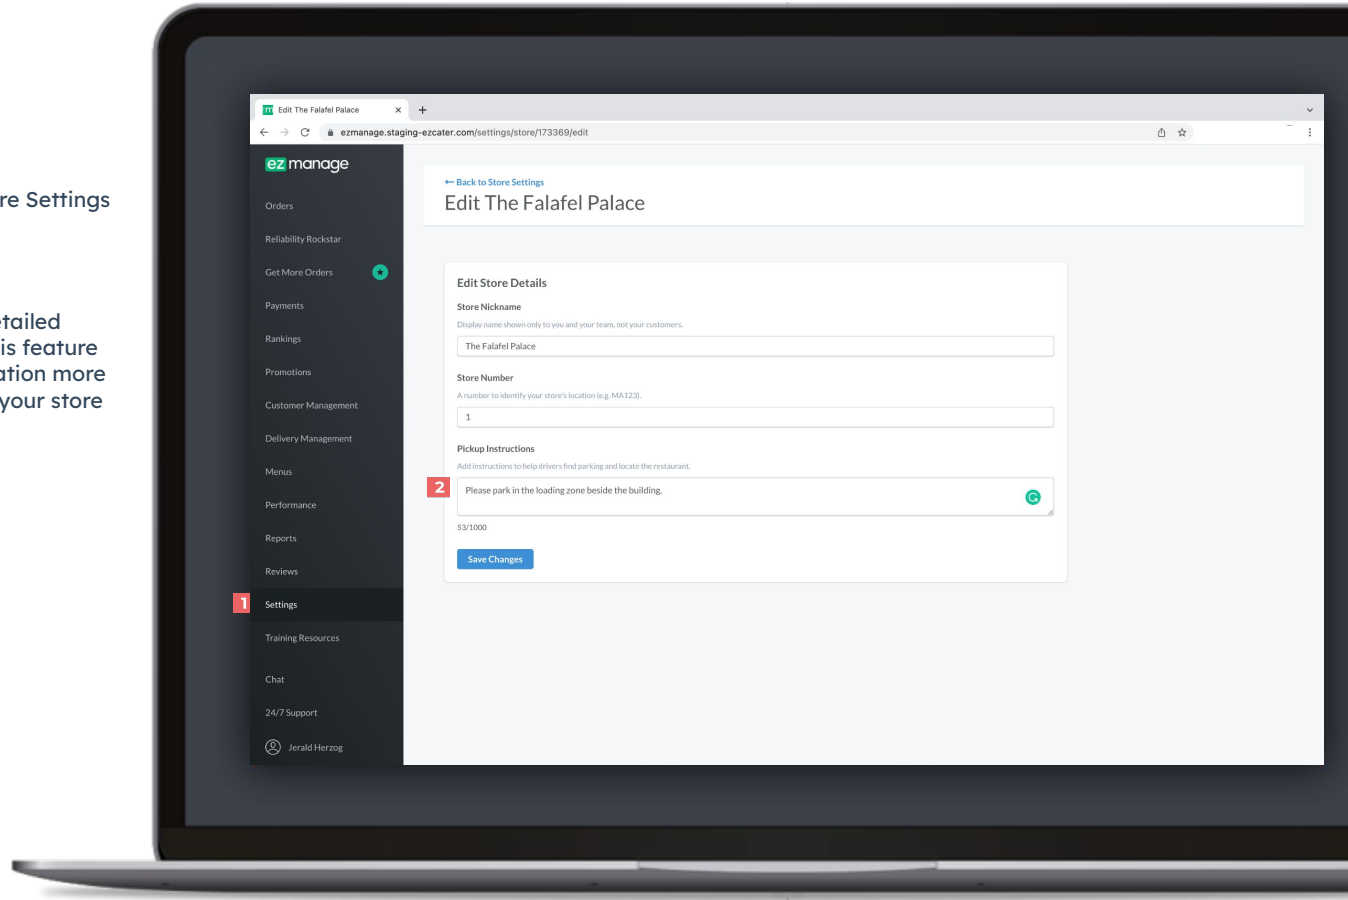 re Settings
etailed
is feature
ation more
your store
Edit The Falafel Palace
ezmanage.staging-ezcater.com/settings/store/173369/edit
ez manage
Orders
Reliability Rockstar
Get More Orders
Payments
Rankings
Promotions
Customer Management
Delivery Management
Menus
Performance
Reports
Reviews
1
Settings
Training Resources
Chat
24/7 Support
Jerald Herzog
← Back to Store Settings
Edit The Falafel Palace
Edit Store Details
Store Nickname
Display name shown only to you and your team, not your customers.
The Falafel Palace
Store Number
A number to identify your store's location (e.g. MA123).
1
Pickup Instructions
Add instructions to help drivers find parking and locate the restaurant.
2
Please park in the loading zone beside the building.
53/1000
Save Changes